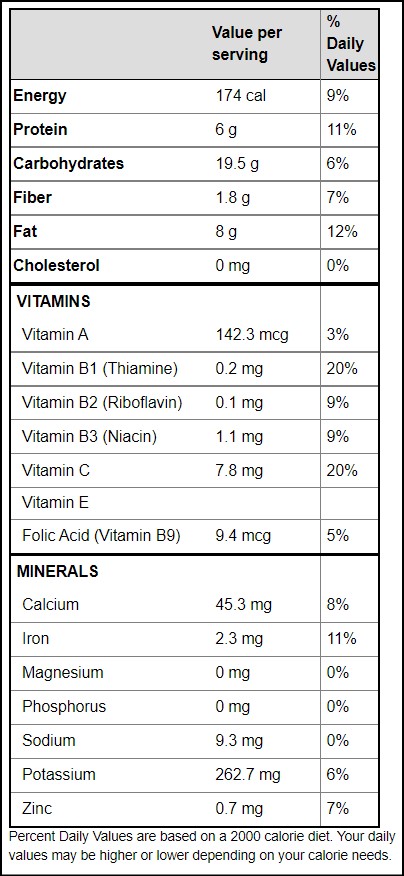 Value per serving % Daily Values
Energy 174 cal 9%
Protein 6 g 11%
Carbohydrates 19.5 g 6%
Fiber 1.8 g 7%
Fat 8 g 12%
Cholesterol 0 mg 0%
VITAMINS
Vitamin A 142.3 mcg 3%
Vitamin B1 (Thiamine) 0.2 mg 20%
Vitamin B2 (Riboflavin) 0.1 mg 9%
Vitamin B3 (Niacin) 1.1 mg 9%
Vitamin C 7.8 mg 20%
Vitamin E
Folic Acid (Vitamin B9) 9.4 mcg 5%
MINERALS
Calcium 45.3 mg 8%
Iron 2.3 mg 11%
Magnesium 0 mg 0%
Phosphorus 0 mg 0%
Sodium 9.3 mg 0%
Potassium 262.7 mg 6%
Zinc 0.7 mg 7%
Percent Daily Values are based on a 2000 calorie diet. Your daily
values may be higher or lower depending on your calorie needs.